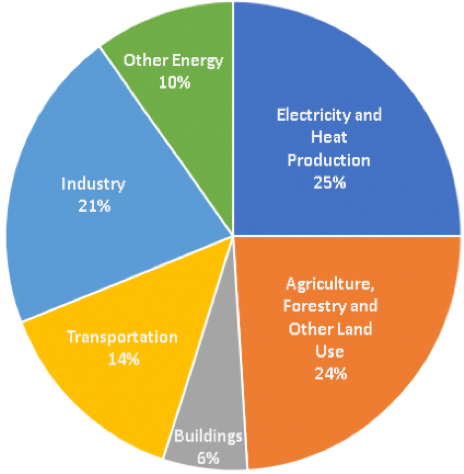 Other Energy
10%
Electricity and
Heat
Production
25%
Industry
21%
Agriculture,
Forestry and
Other Land
Use
24%
Transportation
14%
Buildings
6%